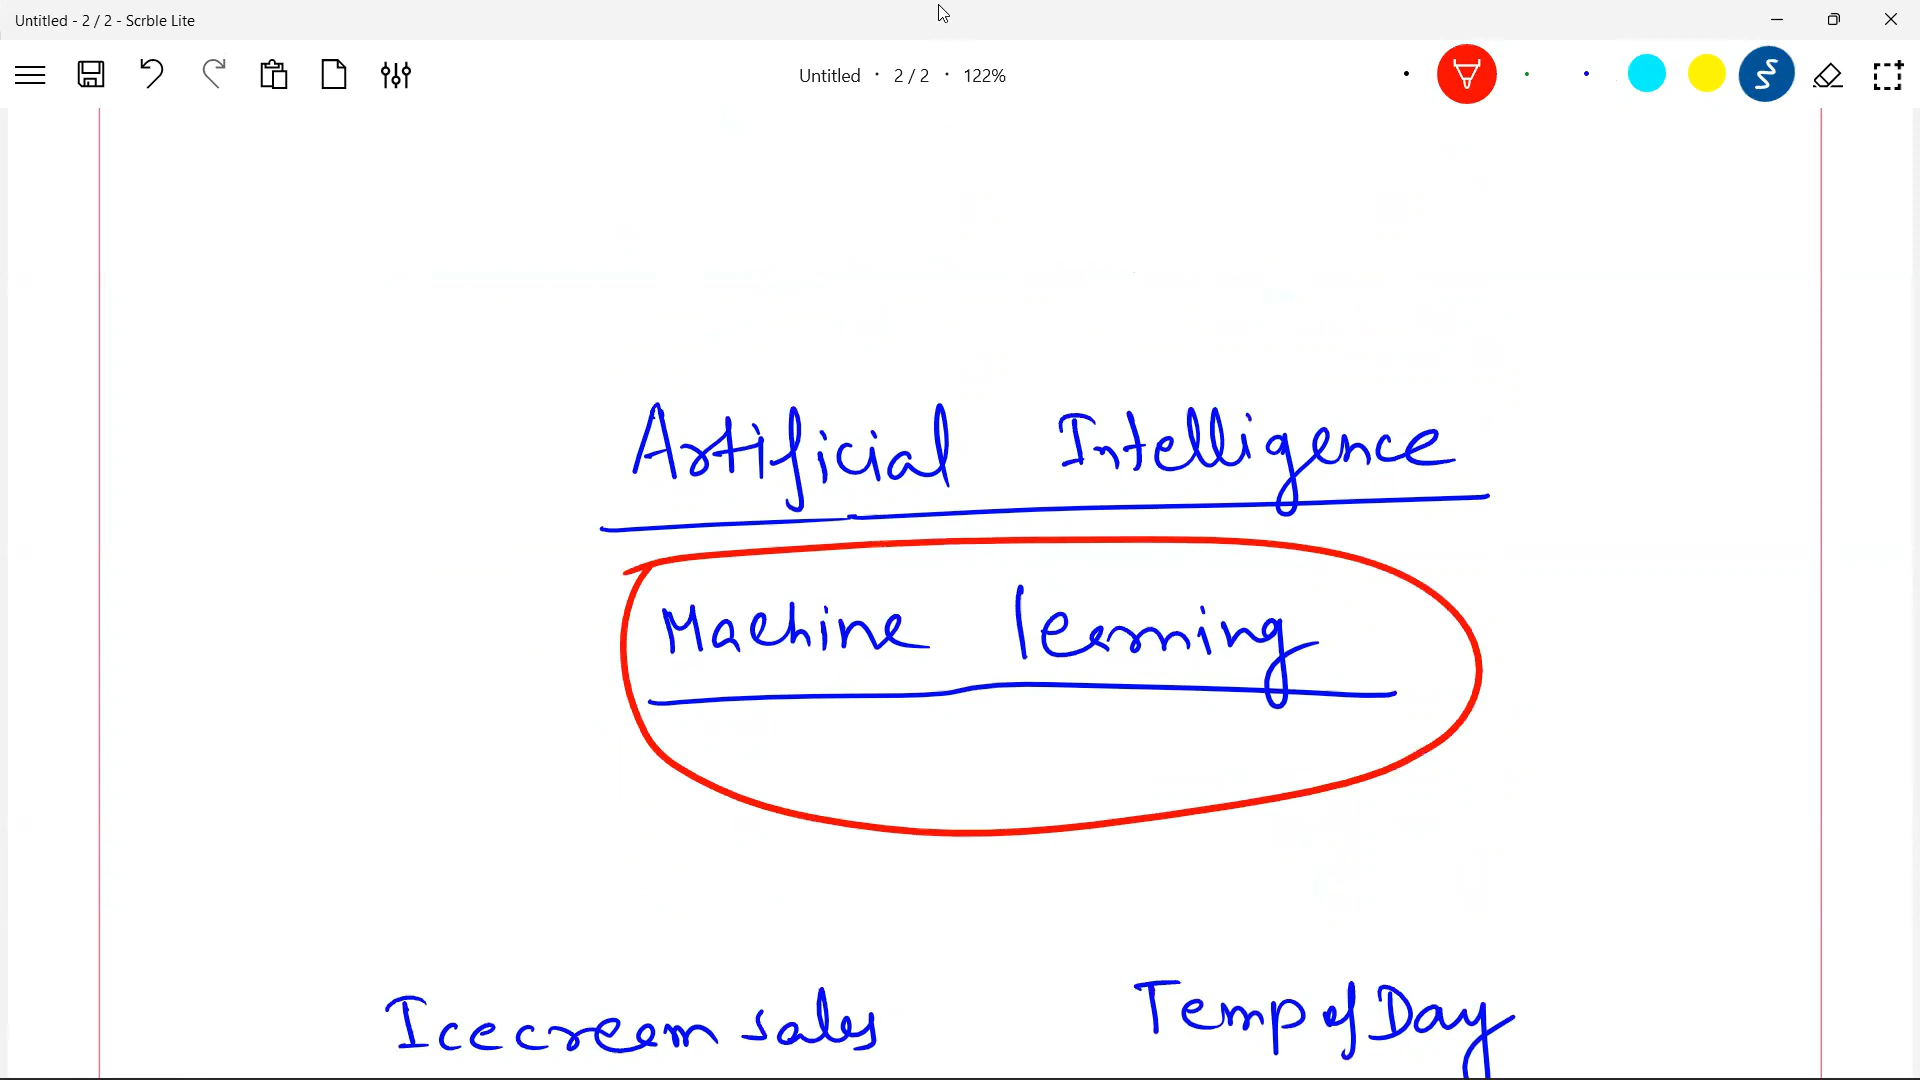 Untitled - 2 / 2 - Scrble Lite
Untitled · 2 / 2 · 122%
Artificial Intelligence
Machine learning
Icecream sales Temp of Day